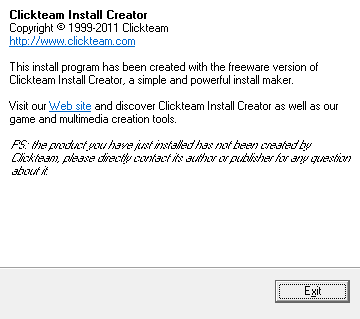 Clickteam Install Creator
Copyright © 1999-2011 Clickteam
http://www.clickteam.com
This install program has been created with the freeware version of
Clickteam Install Creator, a simple and powerful install maker.
Visit our Web site and discover Clickteam Install Creator as well as our
game and multimedia creation tools.
PS: the product you have just installed has not been created by
Clickteam, please directly contact its author or publisher for any question
about it.
Exit